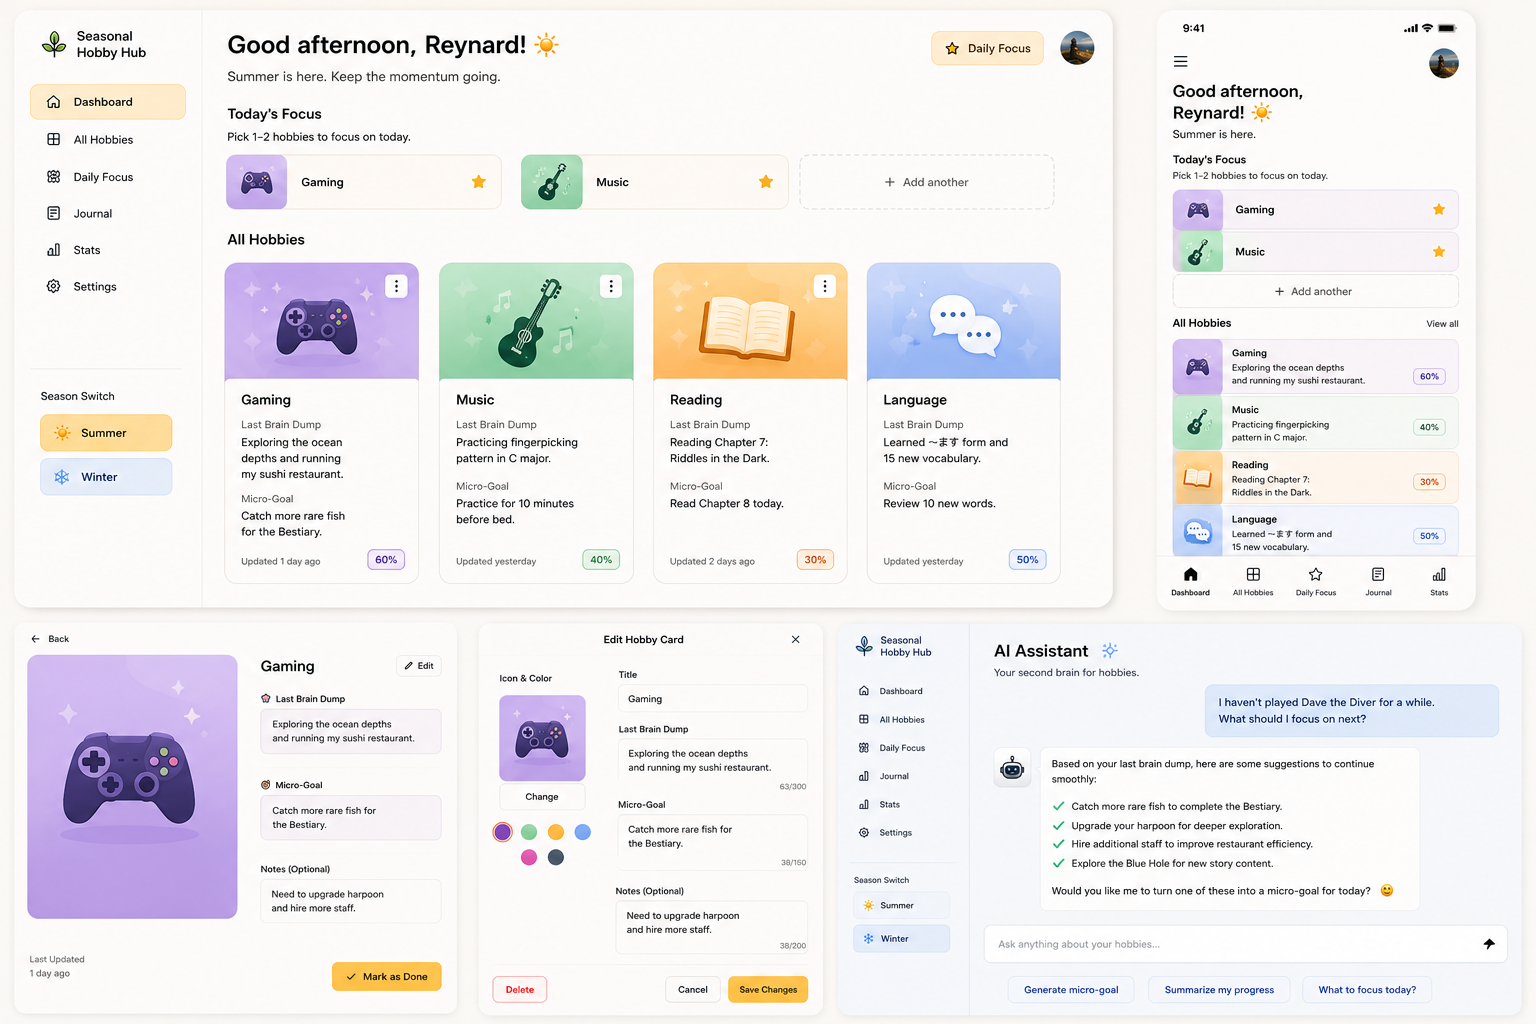 Seasonal
Hobby Hub
Dashboard
All Hobbies
Daily Focus
Journal
Stats
Settings
Season Switch
Summer
Winter
Good afternoon, Reynard!
Summer is here. Keep the momentum going.
Daily Focus
Today's Focus
Pick 1–2 hobbies to focus on today.
Gaming
Music
+ Add another
All Hobbies
Gaming
Last Brain Dump
Exploring the ocean
depths and running
my sushi restaurant.
Micro-Goal
Catch more rare fish
for the Bestiary.
Updated 1 day ago
60%
Music
Last Brain Dump
Practicing fingerpicking
pattern in C major.
Micro-Goal
Practice for 10 minutes
before bed.
Updated yesterday
40%
Reading
Last Brain Dump
Reading Chapter 7:
Riddles in the Dark.
Micro-Goal
Read Chapter 8 today.
Updated 2 days ago
30%
Language
Last Brain Dump
Learned 〜ます form and
15 new vocabulary.
Micro-Goal
Review 10 new words.
Updated yesterday
50%
9:41
Good afternoon,
Reynard!
Summer is here.
Today's Focus
Pick 1–2 hobbies to focus on today.
Gaming
Music
+ Add another
All Hobbies
View all
Gaming
Exploring the ocean depths
and running my sushi restaurant.
60%
Music
Practicing fingerpicking
pattern in C major.
40%
Reading
Reading Chapter 7:
Riddles in the Dark.
30%
Language
Learned 〜ます form and
15 new vocabulary.
50%
Dashboard
All Hobbies
Daily Focus
Journal
Stats
Back
Gaming
Edit
Last Brain Dump
Exploring the ocean depths
and running my sushi restaurant.
Micro-Goal
Catch more rare fish for
the Bestiary.
Notes (Optional)
Need to upgrade harpoon
and hire more staff.
Last Updated
1 day ago
Mark as Done
Edit Hobby Card
Icon & Color
Change
Title
Gaming
Last Brain Dump
Exploring the ocean depths
and running my sushi restaurant.
63/300
Micro-Goal
Catch more rare fish for
the Bestiary.
38/150
Notes (Optional)
Need to upgrade harpoon
and hire more staff.
38/200
Delete
Cancel
Save Changes
Seasonal
Hobby Hub
Dashboard
All Hobbies
Daily Focus
Journal
Stats
Settings
Season Switch
Summer
Winter
AI Assistant
Your second brain for hobbies.
I haven't played Dave the Diver for a while.
What should I focus on next?
Based on your last brain dump, here are some suggestions to continue
smoothly:
Catch more rare fish to complete the Bestiary.
Upgrade your harpoon for deeper exploration.
Hire additional staff to improve restaurant efficiency.
Explore the Blue Hole for new story content.
Would you like me to turn one of these into a micro-goal for today?
Ask anything about your hobbies...
Generate micro-goal
Summarize my progress
What to focus today?